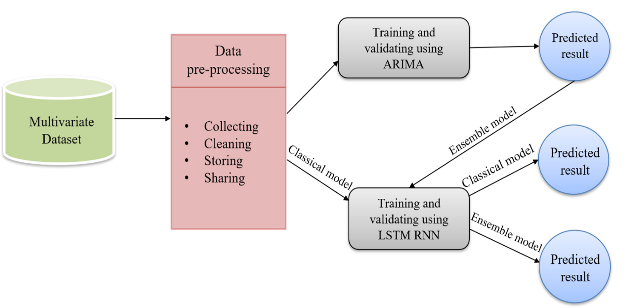 Multivariate
Dataset
Data
pre-processing
• Collecting
• Cleaning
• Storing
• Sharing
Training and
validating using
ARIMA
Predicted
result
Ensemble model
Classical model
Training and
validating using
LSTM RNN
Classical model
Predicted
result
Ensemble model
Predicted
result